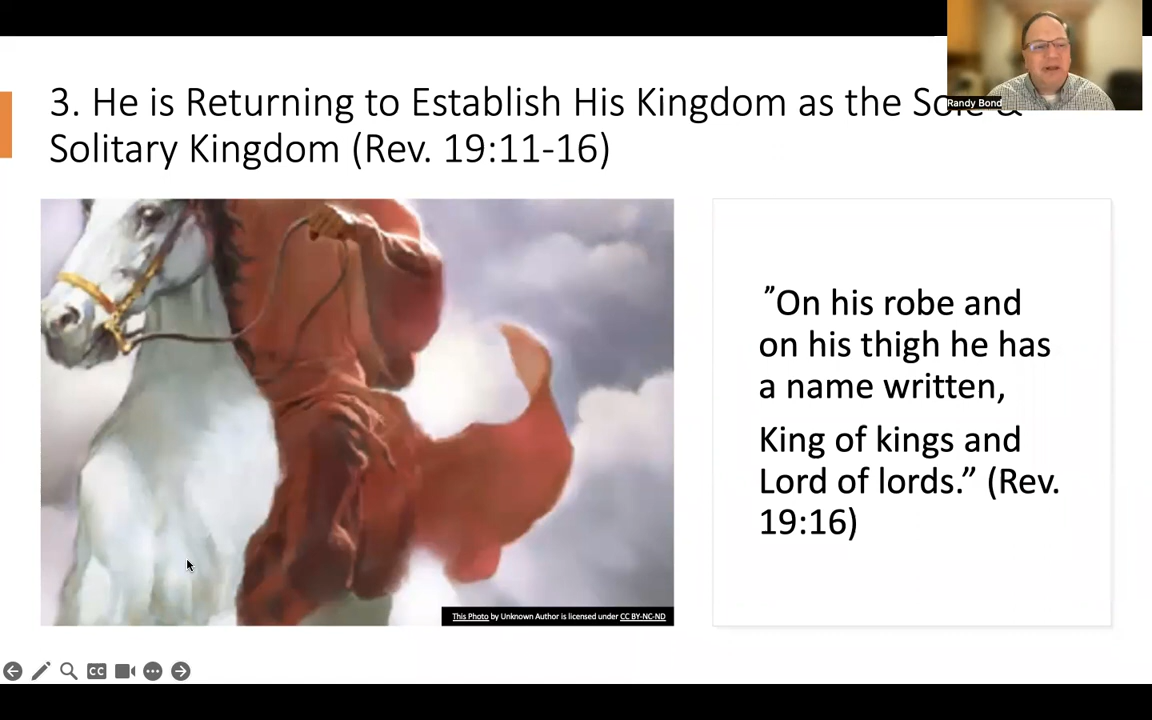 3. He is Returning to Establish His Kingdom as the
Solitary Kingdom (Rev. 19:11-16)
Randy Bond
"On his robe and
on his thigh he has
a name written,
King of kings and
Lord of lords.” (Rev.
19:16)
This Photo by Unknown Author is licensed under CC BY-NC-ND
CC